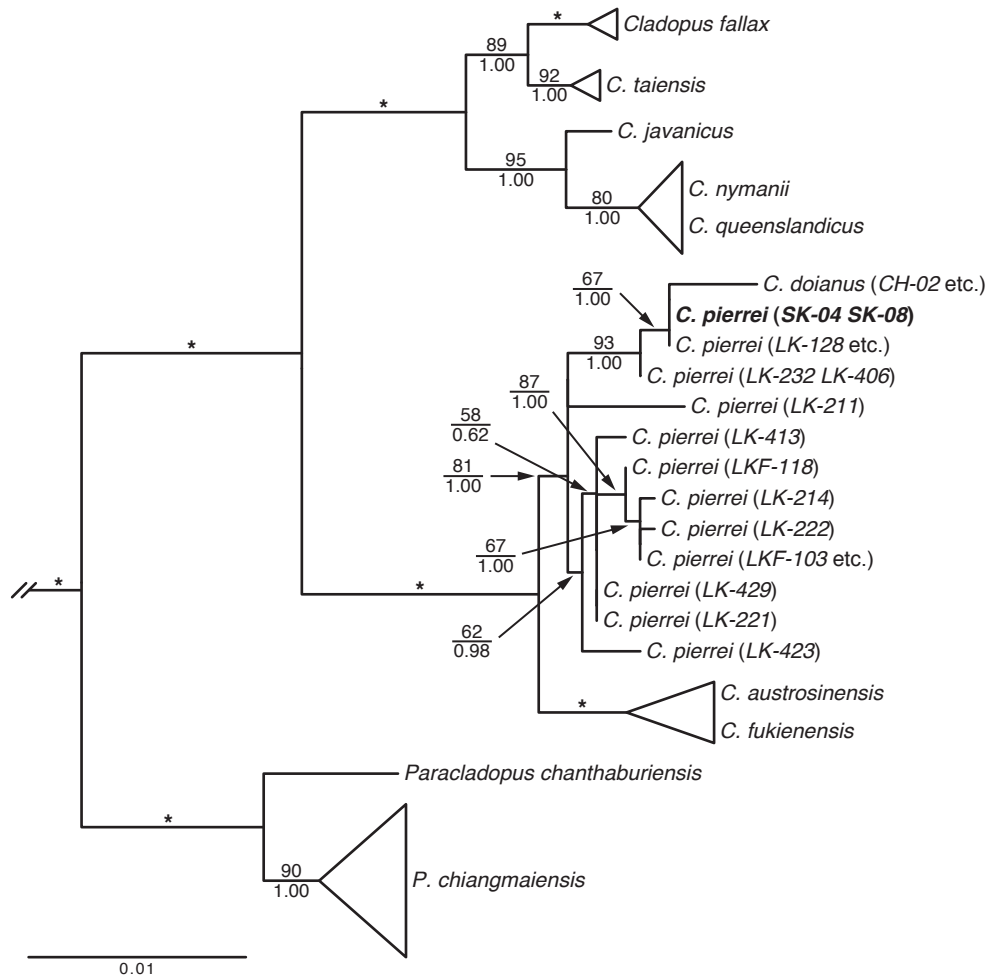 * Cladopus fallax
89
1.00
92
1.00
C. taiensis
*
C. javanicus
95
1.00
80
1.00
C. nymanii
C. queenslandicus
67
1.00
C. doianus (CH-02 etc.)
C. pierrei (SK-04 SK-08)
C. pierrei (LK-128 etc.)
93
1.00
C. pierrei (LK-232 LK-406)
*
87
1.00
C. pierrei (LK-211)
58
0.62
C. pierrei (LK-413)
81
1.00
C. pierrei (LKF-118)
C. pierrei (LK-214)
C. pierrei (LK-222)
67
1.00
C. pierrei (LKF-103 etc.)
*
*
C. pierrei (LK-429)
C. pierrei (LK-221)
62
0.98
C. pierrei (LK-423)
*
C. austrosinensis
C. fukienensis
Paracladopus chanthaburiensis
*
90
1.00
P. chiangmaiensis
0.01